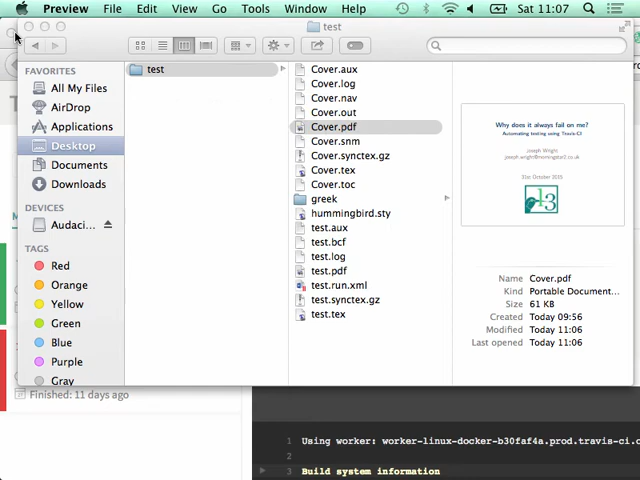 Preview File Edit View Go Tools Window Help Sat 11:07
test
FAVORITES
All My Files
AirDrop
Applications
Desktop
Documents
Downloads
DEVICES
Audaci...
TAGS
Red
Orange
Yellow
Green
Blue
Purple
Gray
test
Cover.aux
Cover.log
Cover.nav
Cover.out
Cover.pdf
Cover.snm
Cover.synctex.gz
Cover.tex
Cover.toc
greek
hummingbird.sty
test.aux
test.bcf
test.log
test.pdf
test.run.xml
test.synctex.gz
test.tex
Why does it always fail on me?
Automating testing using Travis-CI
Joseph Wright
joseph.wright@morningstar2.co.uk
31st October 2015
Name Cover.pdf
Kind Portable Document...
Size 61 KB
Created Today 09:56
Modified Today 11:06
Last opened Today 11:06
Finished: 11 days ago
1 Using worker: worker-linux-docker-b30faf4a.prod.travis-ci.o
2
3 Build system information